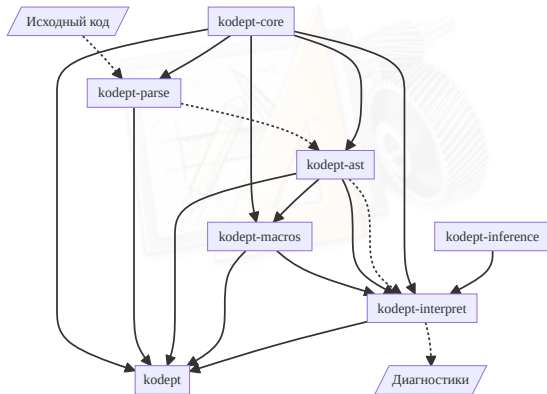 Исходный код
kodept-core
kodept-parse
kodept-ast
kodept-macros
kodept-inference
kodept-interpret
kodept
Диагностики